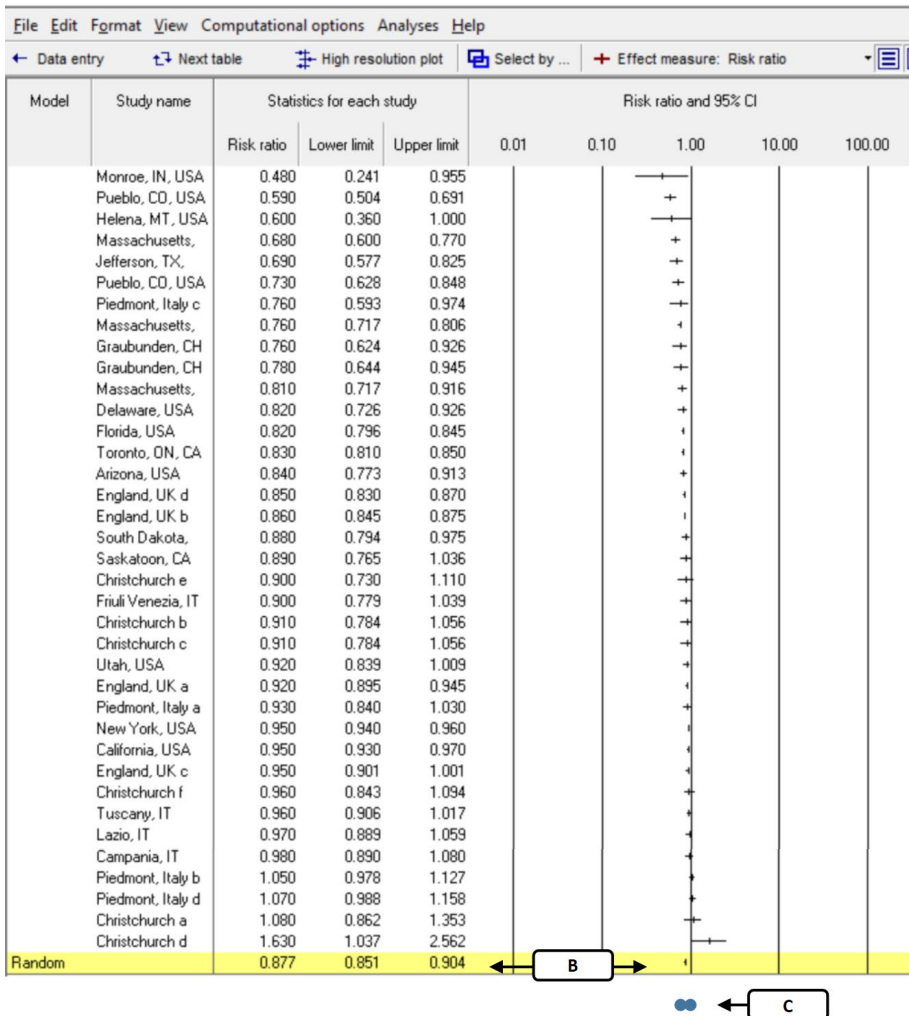 File Edit Format View Computational options Analyses Help
← Data entry Next table High resolution plot Select by ... Effect measure: Risk ratio
Model Study name Statistics for each study Risk ratio and 95% CI
Risk ratio Lower limit Upper limit 0.01 0.10 1.00 10.00 100.00
Monroe, IN, USA 0.480 0.241 0.955
Pueblo, CO, USA 0.590 0.504 0.691
Helena, MT, USA 0.600 0.360 1.000
Massachusetts, 0.680 0.600 0.770
Jefferson, TX, 0.690 0.577 0.825
Pueblo, CO, USA 0.730 0.628 0.848
Piedmont, Italy c 0.760 0.593 0.974
Massachusetts, 0.760 0.717 0.806
Graubunden, CH 0.760 0.624 0.926
Graubunden, CH 0.780 0.644 0.945
Massachusetts, 0.810 0.717 0.916
Delaware, USA 0.820 0.726 0.926
Florida, USA 0.820 0.796 0.845
Toronto, ON, CA 0.830 0.810 0.850
Arizona, USA 0.840 0.773 0.913
England, UK d 0.850 0.830 0.870
England, UK b 0.860 0.845 0.875
South Dakota, 0.880 0.794 0.975
Saskatoon, CA 0.890 0.765 1.036
Christchurch e 0.900 0.730 1.110
Friuli Venezia, IT 0.900 0.779 1.039
Christchurch b 0.910 0.784 1.056
Christchurch c 0.910 0.784 1.056
Utah, USA 0.920 0.839 1.009
England, UK a 0.920 0.895 0.945
Piedmont, Italy a 0.930 0.840 1.030
New York, USA 0.950 0.940 0.960
California, USA 0.950 0.930 0.970
England, UK c 0.950 0.901 1.001
Christchurch f 0.960 0.843 1.094
Tuscany, IT 0.960 0.906 1.017
Lazio, IT 0.970 0.889 1.059
Campania, IT 0.980 0.890 1.080
Piedmont, Italy b 1.050 0.978 1.127
Piedmont, Italy d 1.070 0.988 1.158
Christchurch a 1.080 0.862 1.353
Christchurch d 1.630 1.037 2.562
Random 0.877 0.851 0.904 B
C